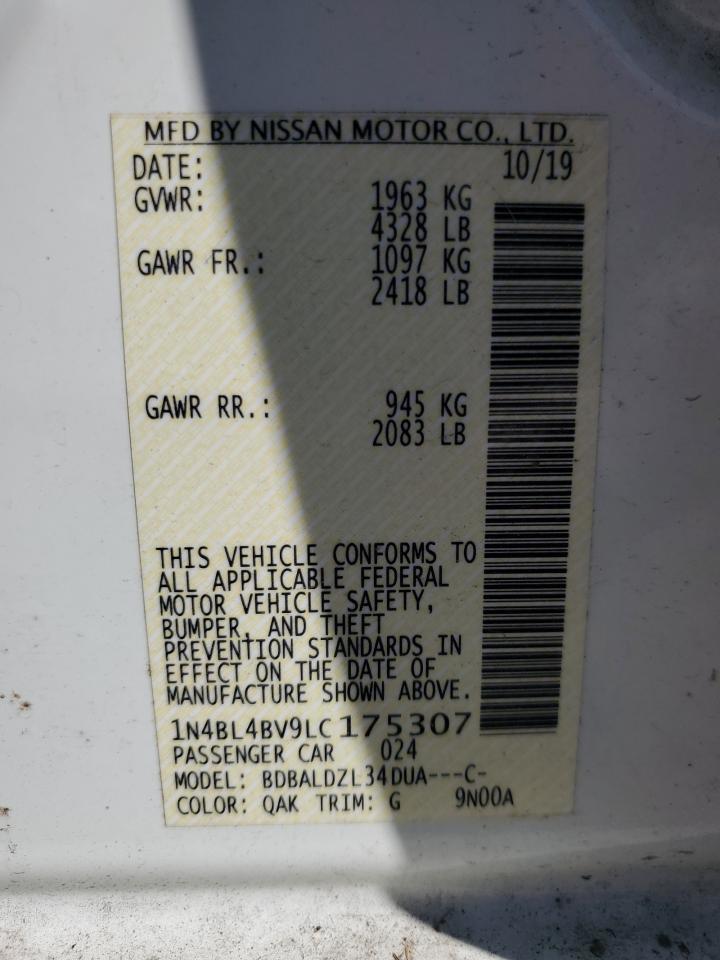 MFD BY NISSAN MOTOR CO., LTD.
DATE: 10/19
GVWR: 1963 KG
4328 LB
GAWR FR.: 1097 KG
2418 LB
GAWR RR.: 945 KG
2083 LB
THIS VEHICLE CONFORMS TO
ALL APPLICABLE FEDERAL
MOTOR VEHICLE SAFETY,
BUMPER, AND THEFT
PREVENTION STANDARDS IN
EFFECT ON THE DATE OF
MANUFACTURE SHOWN ABOVE.
1N4BL4BV9LC175307
PASSENGER CAR 024
MODEL: BDBALDZL34DUA---C-
COLOR: QAK TRIM: G 9N00A